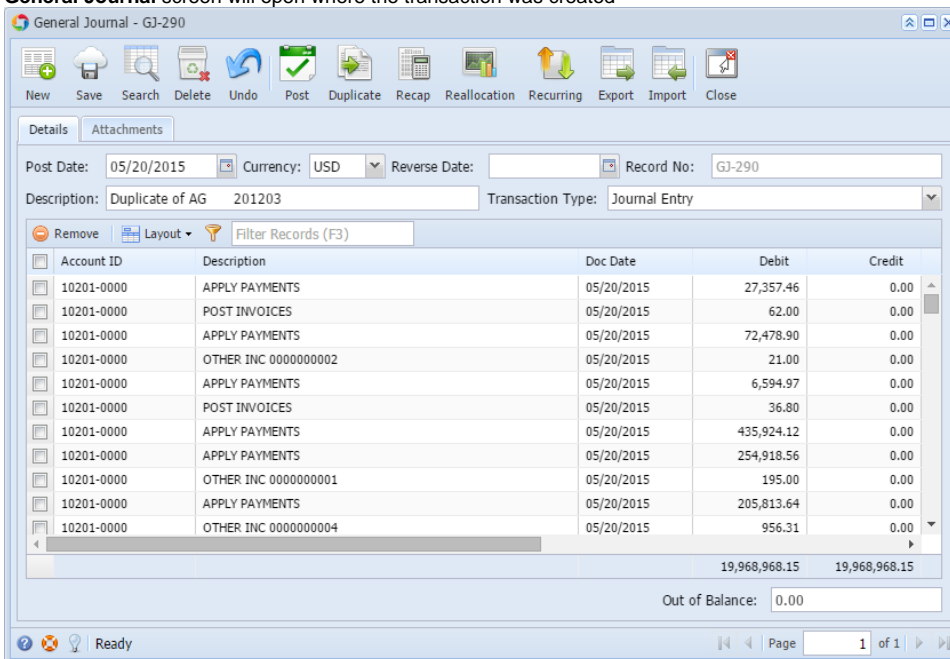 General Journal screen will open where the transaction was created
General Journal - GJ-290
New Save Search Delete Undo Post Duplicate Recap Reallocation Recurring Export Import Close
Details Attachments
Post Date: 05/20/2015 Currency: USD Reverse Date: Record No: GJ-290
Description: Duplicate of AG 201203 Transaction Type: Journal Entry
Remove Layout Filter Records (F3)
Account ID Description Doc Date Debit Credit
10201-0000 APPLY PAYMENTS 05/20/2015 27,357.46 0.00
10201-0000 POST INVOICES 05/20/2015 62.00 0.00
10201-0000 APPLY PAYMENTS 05/20/2015 72,478.90 0.00
10201-0000 OTHER INC 0000000002 05/20/2015 21.00 0.00
10201-0000 APPLY PAYMENTS 05/20/2015 6,594.97 0.00
10201-0000 POST INVOICES 05/20/2015 36.80 0.00
10201-0000 APPLY PAYMENTS 05/20/2015 435,924.12 0.00
10201-0000 APPLY PAYMENTS 05/20/2015 254,918.56 0.00
10201-0000 OTHER INC 0000000001 05/20/2015 195.00 0.00
10201-0000 APPLY PAYMENTS 05/20/2015 205,813.64 0.00
10201-0000 OTHER INC 0000000004 05/20/2015 956.31 0.00
19,968,968.15 19,968,968.15
Out of Balance: 0.00
Ready Page 1 of 1